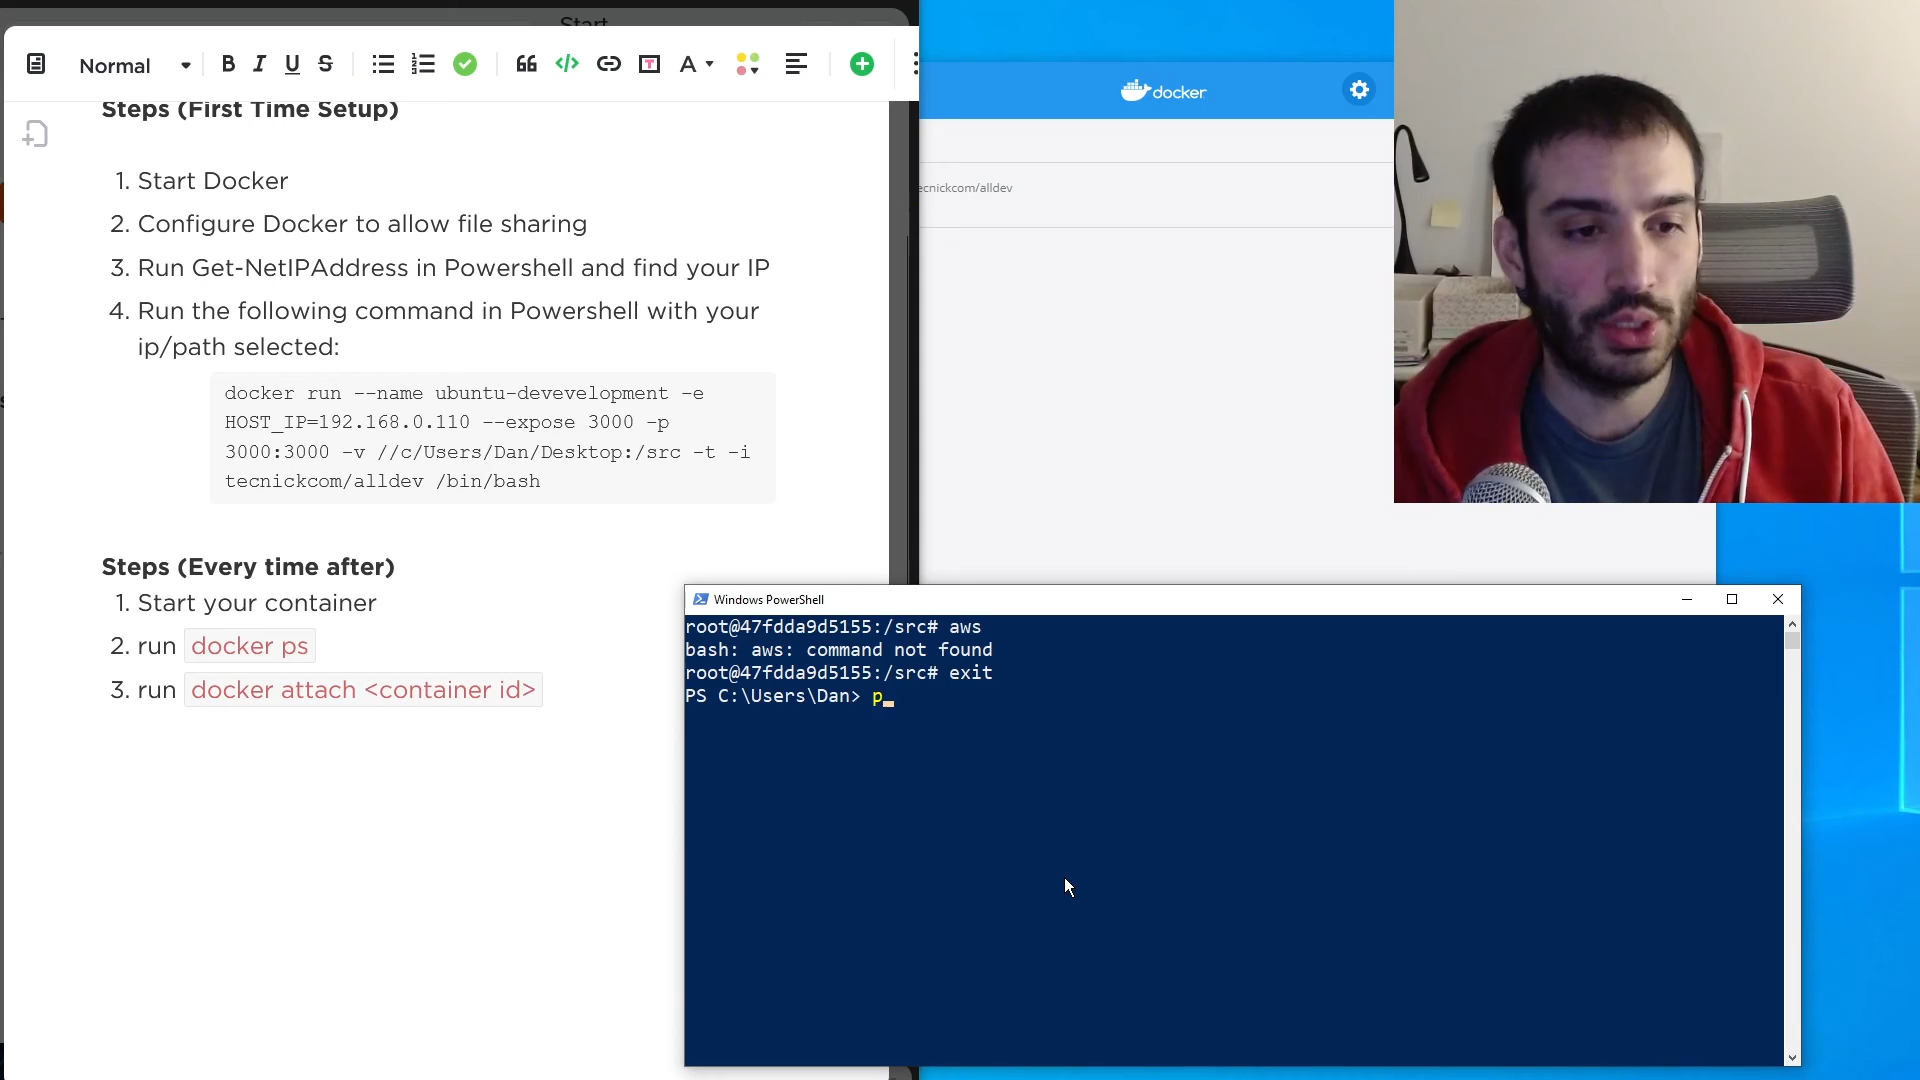 Start
Normal
B I U S
A
T
Steps (First Time Setup)
1. Start Docker
2. Configure Docker to allow file sharing
3. Run Get-NetIPAddress in Powershell and find your IP
4. Run the following command in Powershell with your
ip/path selected:
docker run --name ubuntu-devevelopment -e
HOST_IP=192.168.0.110 --expose 3000 -p
3000:3000 -v //c/Users/Dan/Desktop:/src -t -i
tecnickcom/alldev /bin/bash
Steps (Every time after)
1. Start your container
2. run docker ps
3. run docker attach <container id>
docker
ecnickcom/alldev
Windows PowerShell
root@47fdda9d5155:/src# aws
bash: aws: command not found
root@47fdda9d5155:/src# exit
PS C:\Users\Dan> p